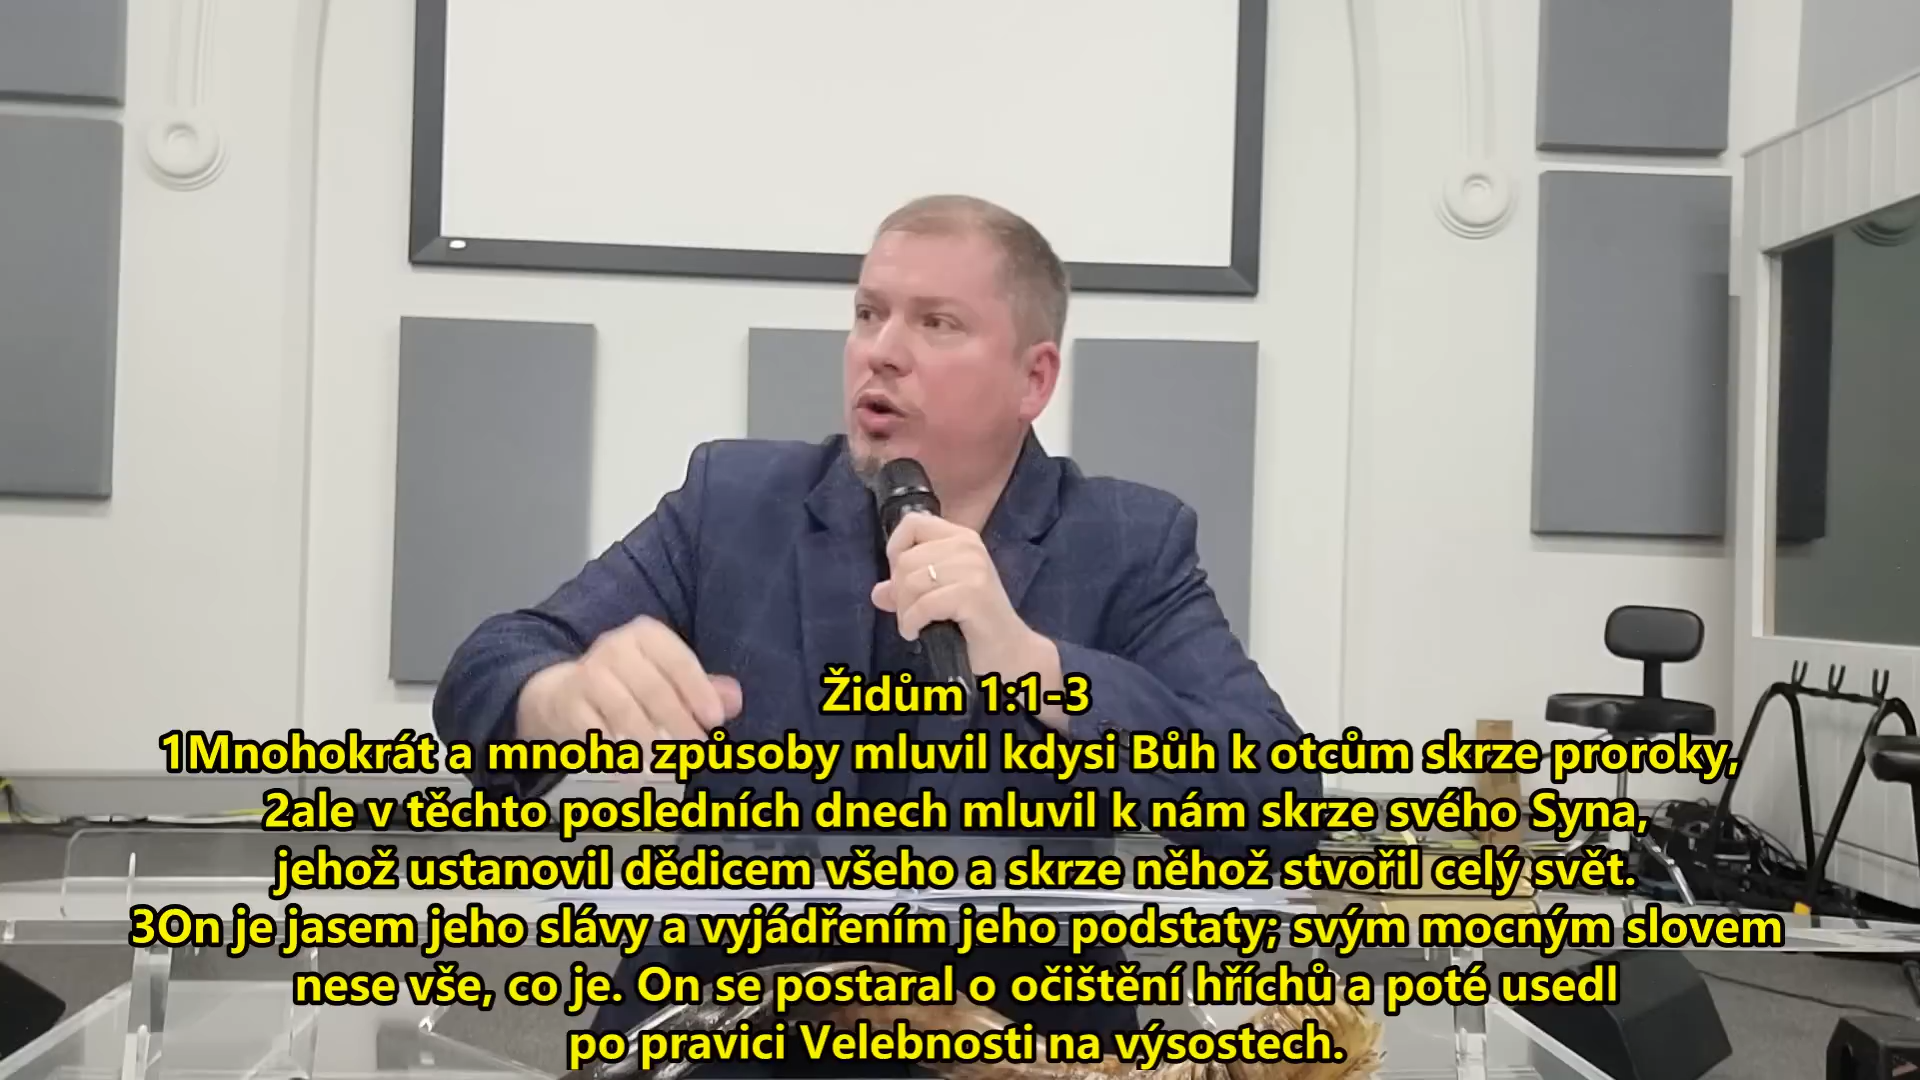 Židům 1:1-3
1Mnohokrát a mnoha způsoby mluvil kdysi Bůh k otcům skrze proroky,
2ale v těchto posledních dnech mluvil k nám skrze svého Syna,
jehož ustanovil dědicem všeho a skrze něhož stvořil celý svět.
3On je jasem jeho slávy a vyjádřením jeho podstaty; svým mocným slovem
nese vše, co je. On se postaral o očištění hříchů a poté usedl
po pravici Velebnosti na výsostech.